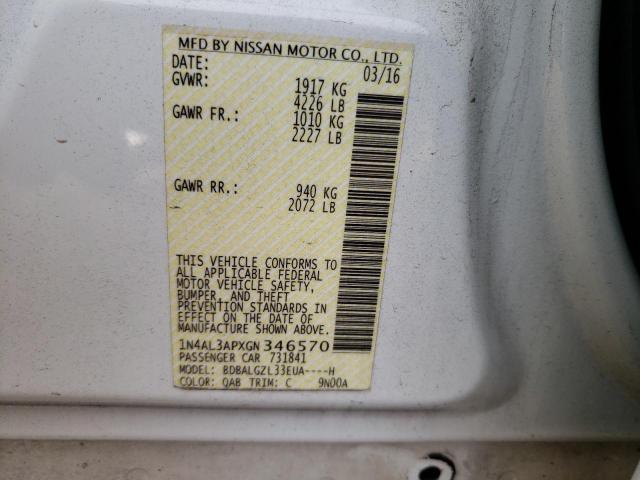 MFD BY NISSAN MOTOR CO., LTD.
DATE: 03/16
GVWR: 1917 KG
4226 LB
GAWR FR.: 1010 KG
2227 LB
GAWR RR.: 940 KG
2072 LB
THIS VEHICLE CONFORMS TO
ALL APPLICABLE FEDERAL
MOTOR VEHICLE SAFETY,
BUMPER, AND THEFT
PREVENTION STANDARDS IN
EFFECT ON THE DATE OF
MANUFACTURE SHOWN ABOVE.
1N4AL3APXGN346570
PASSENGER CAR 731841
MODEL: BDBALGZL33EUA----H
COLOR: QAB TRIM: C 9N00A